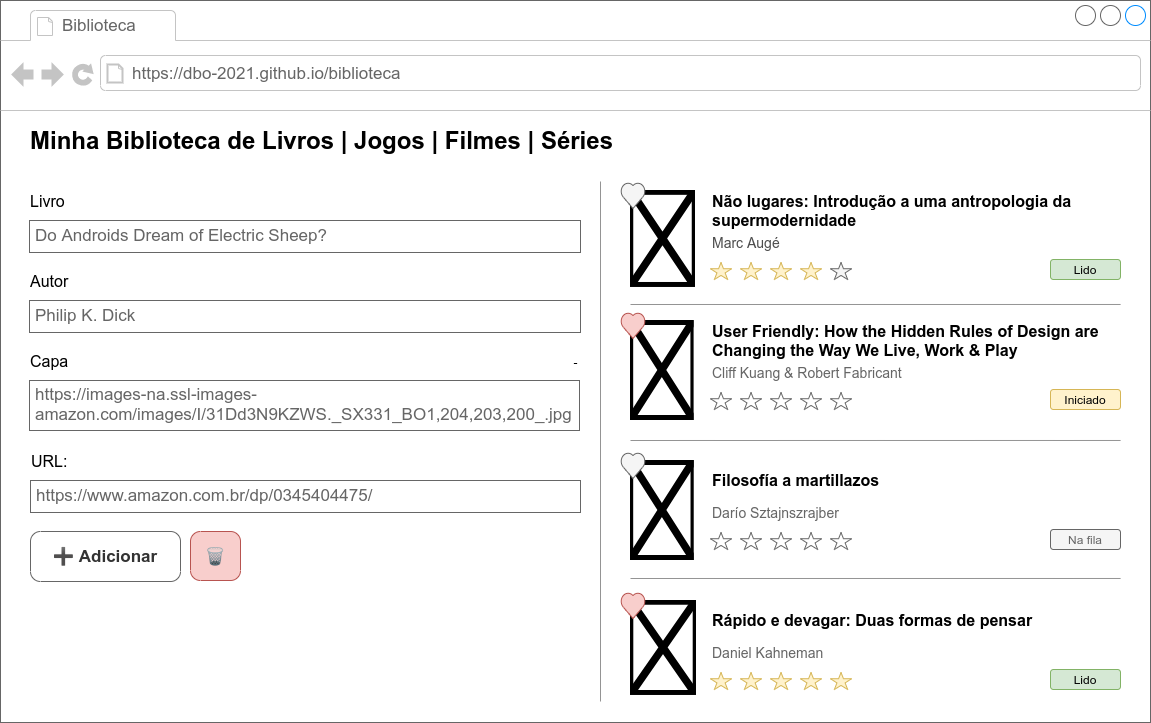 Biblioteca
https://dbo-2021.github.io/biblioteca
Minha Biblioteca de Livros | Jogos | Filmes | Séries
Livro
Do Androids Dream of Electric Sheep?
Autor
Philip K. Dick
Capa
-
https://images-na.ssl-images-
amazon.com/images/I/31Dd3N9KZWS._SX331_BO1,204,203,200_.jpg
URL:
https://www.amazon.com.br/dp/0345404475/
➕ Adicionar
Não lugares: Introdução a uma antropologia da
supermodernidade
Marc Augé
Lido
User Friendly: How the Hidden Rules of Design are
Changing the Way We Live, Work & Play
Cliff Kuang & Robert Fabricant
Iniciado
Filosofía a martillazos
Darío Sztajnszrajber
Na fila
Rápido e devagar: Duas formas de pensar
Daniel Kahneman
Lido